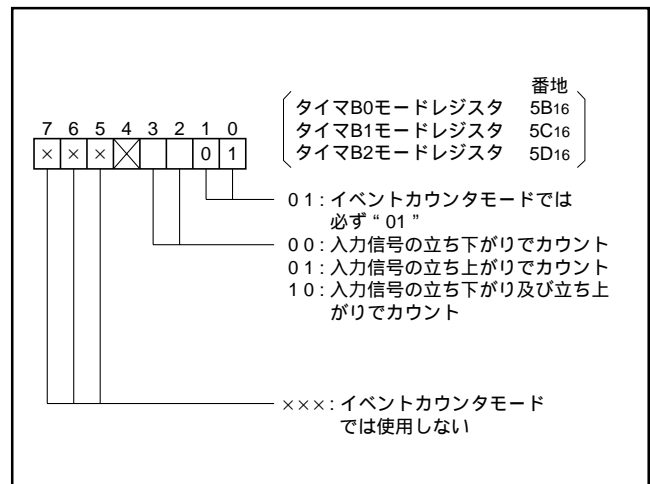 番地
タイマB0モードレジスタ 5B16
タイマB1モードレジスタ 5C16
タイマB2モードレジスタ 5D16
7 6 5 4 3 2 1 0
× × × 0 1
01:イベントカウンタモードでは
必ず“01”
00:入力信号の立ち下がりでカウント
01:入力信号の立ち上がりでカウント
10:入力信号の立ち下がり及び立ち上
がりでカウント
×××:イベントカウンタモード
では使用しない